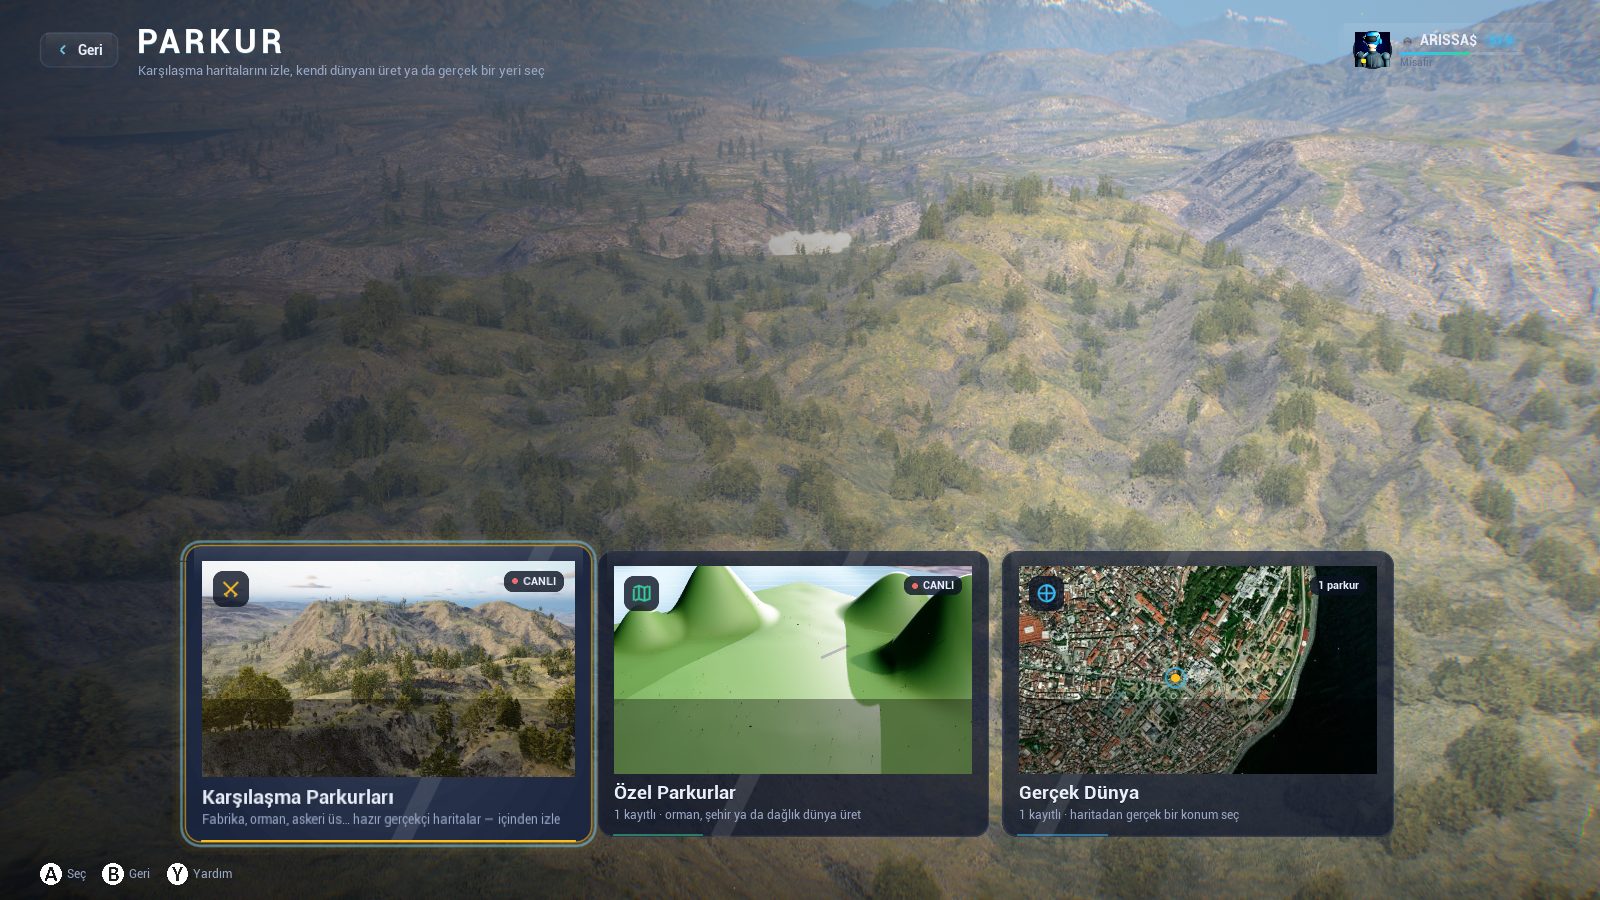 Geri
PARKUR
Karşılaşma haritalarını izle, kendi dünyanı üret ya da gerçek bir yeri seç
ARISSA$
Misafir
CANLI
Karşılaşma Parkurları
Fabrika, orman, askeri üs... hazır gerçekçi haritalar — içinden izle
CANLI
Özel Parkurlar
1 kayıtlı · orman, şehir ya da dağlık dünya üret
1 parkur
Gerçek Dünya
1 kayıtlı · haritadan gerçek bir konum seç
A Seç B Geri Y Yardım